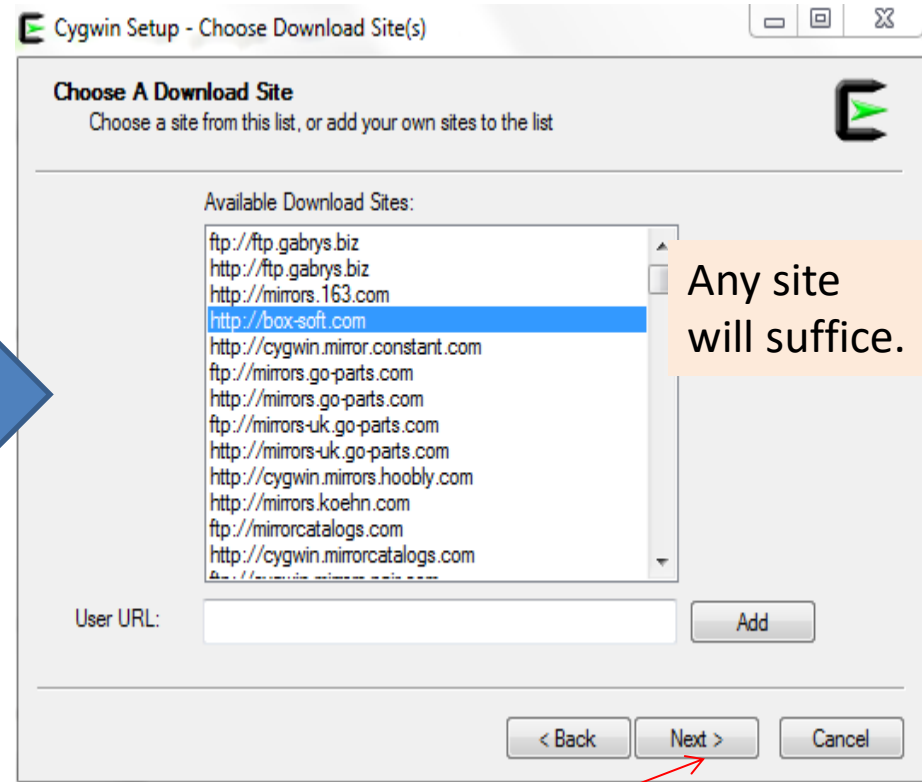 Cygwin Setup - Choose Download Site(s)
Choose A Download Site
Choose a site from this list, or add your own sites to the list
Available Download Sites:
ftp://ftp.gabrys.biz
http://ftp.gabrys.biz
http://mirrors.163.com
http://box-soft.com
http://cygwin.mirror.constant.com
ftp://mirrors.go-parts.com
http://mirrors.go-parts.com
ftp://mirrors-uk.go-parts.com
http://mirrors-uk.go-parts.com
http://cygwin.mirrors.hoobly.com
http://mirrors.koehn.com
ftp://mirrorcatalogs.com
http://cygwin.mirrorcatalogs.com
Any site
will suffice.
User URL:
Add
< Back
Next >
Cancel